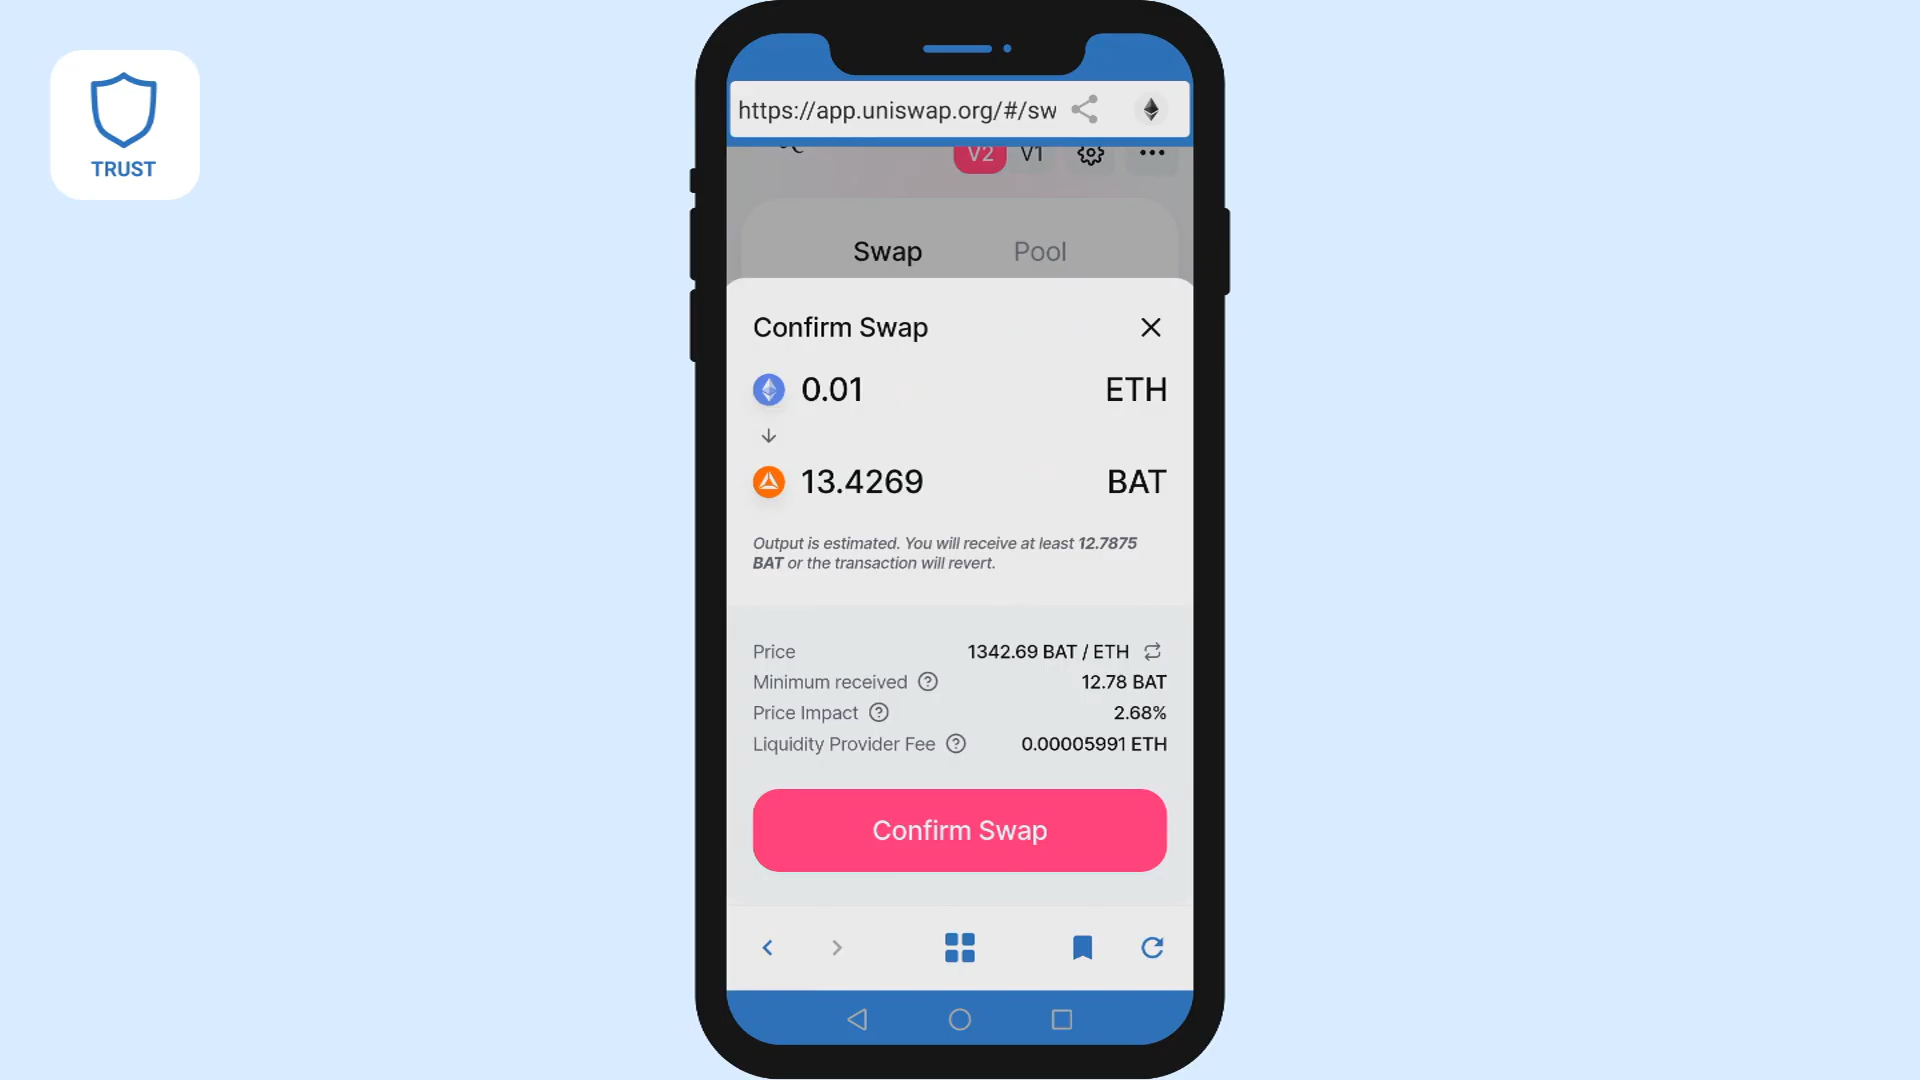 TRUST
https://app.uniswap.org/#/sw
V2 V1
Swap Pool
Confirm Swap
0.01 ETH
13.4269 BAT
Output is estimated. You will receive at least 12.7875
BAT or the transaction will revert.
Price 1342.69 BAT / ETH
Minimum received 12.78 BAT
Price Impact 2.68%
Liquidity Provider Fee 0.00005991 ETH
Confirm Swap